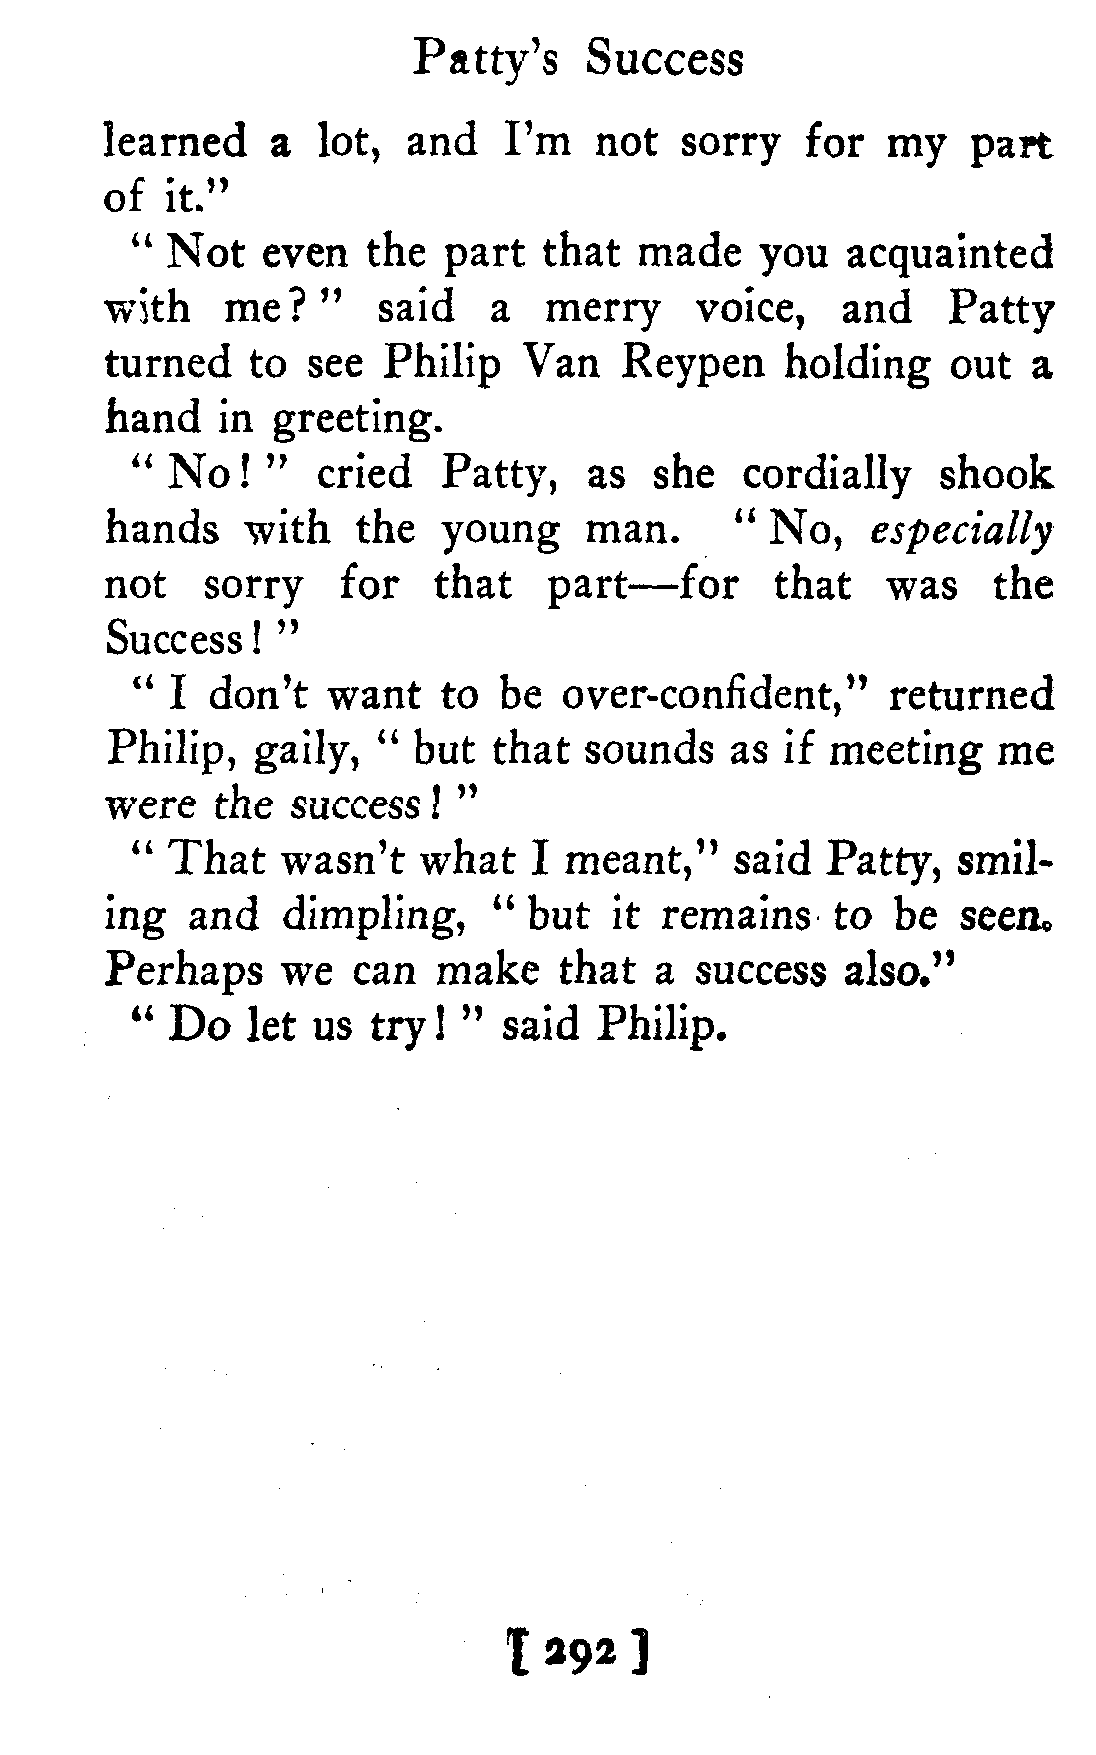 Patty's Success
learned a lot, and I'm not sorry for my part
of it."
" Not even the part that made you acquainted
with me? " said a merry voice, and Patty
turned to see Philip Van Reypen holding out a
hand in greeting.
" No! " cried Patty, as she cordially shook
hands with the young man. " No, especially
not sorry for that part—for that was the
Success! "
" I don't want to be over-confident," returned
Philip, gaily, " but that sounds as if meeting me
were the success! "
" That wasn't what I meant," said Patty, smil-
ing and dimpling, " but it remains to be seen.
Perhaps we can make that a success also."
" Do let us try! " said Philip.
[ 292 ]